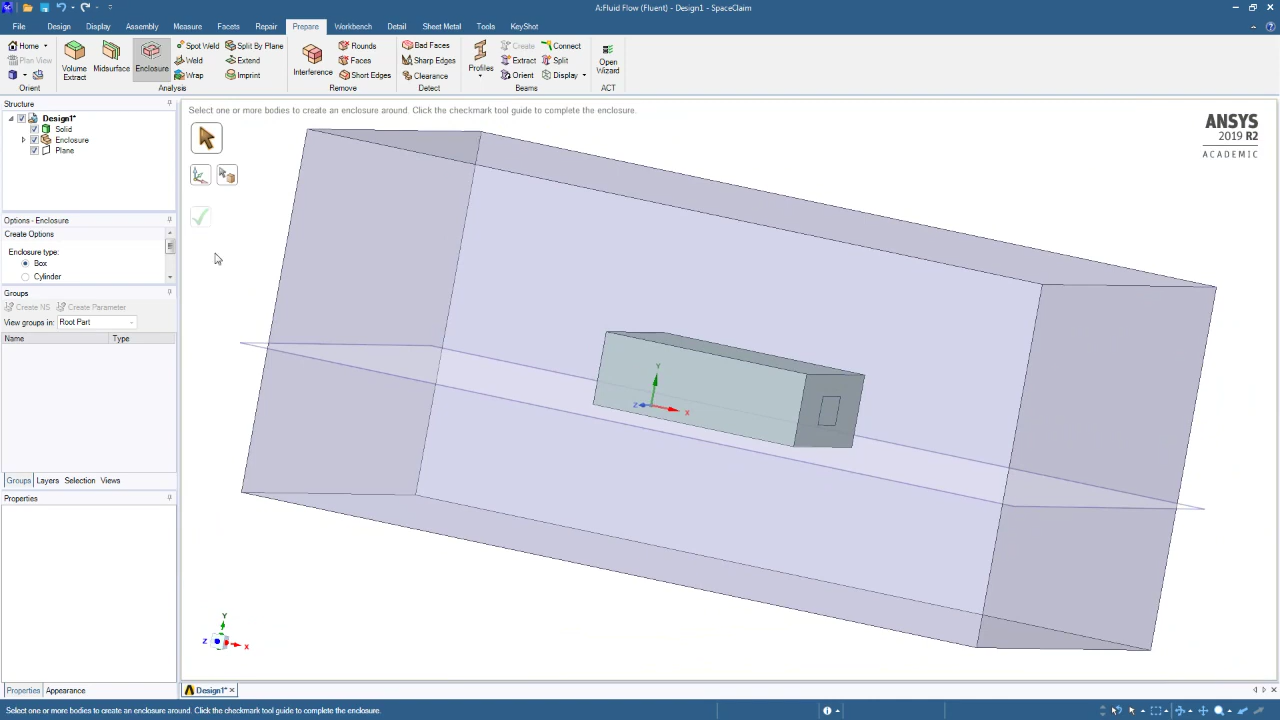 A:Fluid Flow (Fluent) - Design1 - SpaceClaim
File Design Display Assembly Measure Facets Repair Prepare Workbench Detail Sheet Metal Tools KeyShot
Home Spot Weld Split By Plane Rounds Bad Faces Create Connect
Plan View Weld Extend Faces Sharp Edges Extract Split
Volume Extract Midsurface Enclosure Wrap Imprint Interference Short Edges Clearance Profiles Orient Display Open Wizard
Orient Analysis Remove Detect Beams ACT
Structure
Design1*
Solid
Enclosure
Plane
Options - Enclosure
Create Options
Enclosure type:
Box
Cylinder
Groups
Create NS Create Parameter
View groups in: Root Part
Name Type
Groups Layers Selection Views
Properties
Properties Appearance
Select one or more bodies to create an enclosure around. Click the checkmark tool guide to complete the enclosure.
ANSYS
2019 R2
ACADEMIC
Y
Z
X
Y
Z
X
Design1*
Select one or more bodies to create an enclosure around. Click the checkmark tool guide to complete the enclosure.